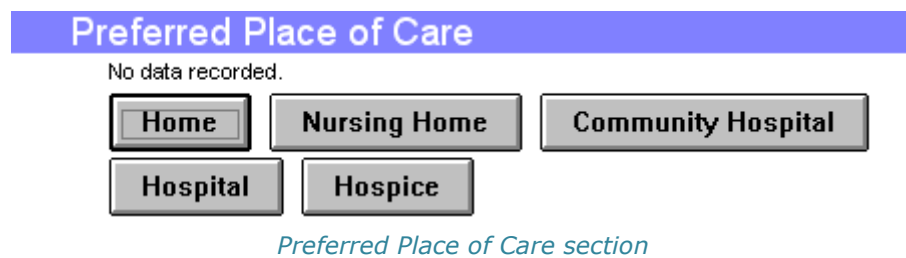 Preferred Place of Care
No data recorded.
Home Nursing Home Community Hospital
Hospital Hospice
Preferred Place of Care section